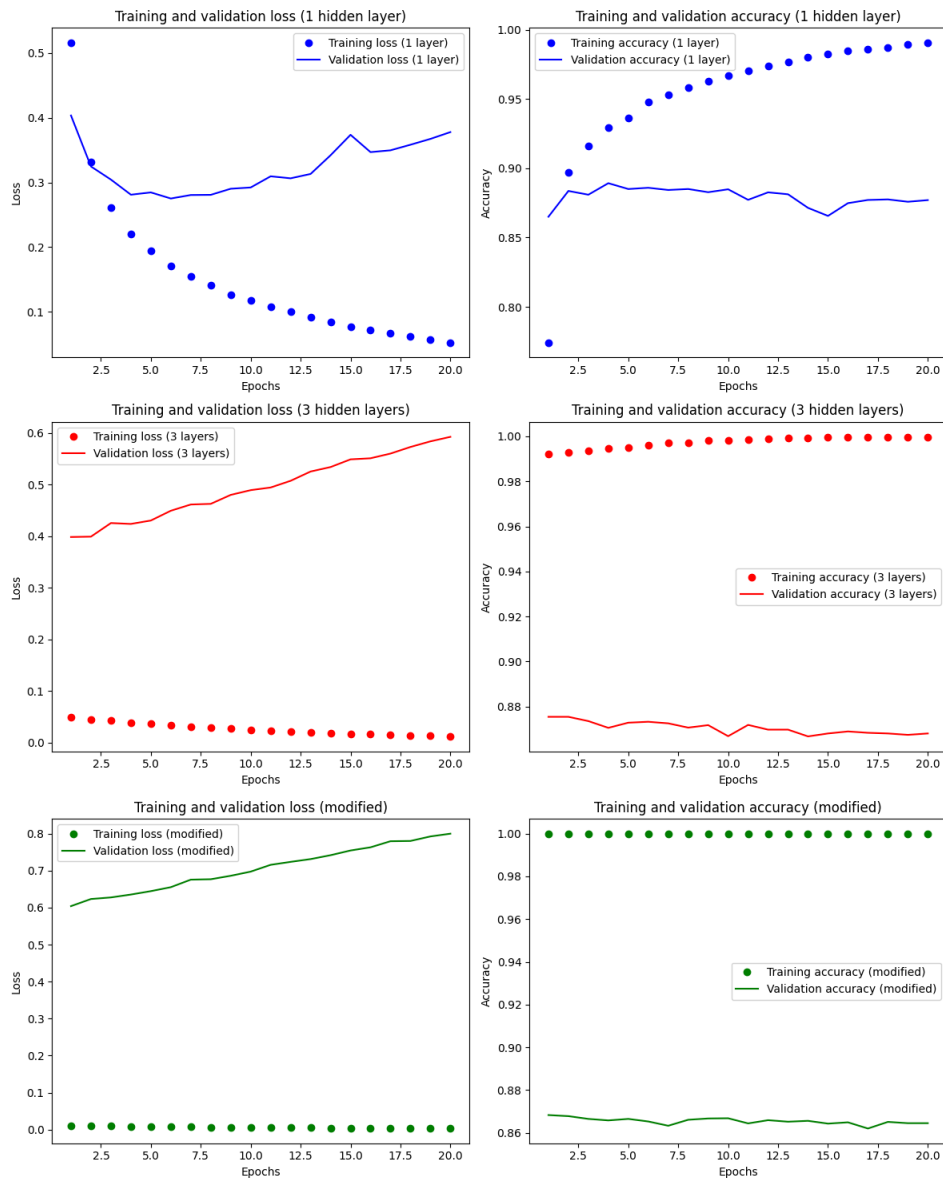 Training and validation loss (1 hidden layer)
Training loss (1 layer)
Validation loss (1 layer)
0.5
0.4
0.3
0.2
0.1
Loss
2.5 5.0 7.5 10.0 12.5 15.0 17.5 20.0
Epochs
Training and validation accuracy (1 hidden layer)
Training accuracy (1 layer)
Validation accuracy (1 layer)
1.00
0.95
0.90
0.85
0.80
Accuracy
2.5 5.0 7.5 10.0 12.5 15.0 17.5 20.0
Epochs
Training and validation loss (3 hidden layers)
Training loss (3 layers)
Validation loss (3 layers)
0.6
0.5
0.4
0.3
0.2
0.1
0.0
Loss
2.5 5.0 7.5 10.0 12.5 15.0 17.5 20.0
Epochs
Training and validation accuracy (3 hidden layers)
1.00
0.98
0.96
0.94
0.92
0.90
0.88
Accuracy
Training accuracy (3 layers)
Validation accuracy (3 layers)
2.5 5.0 7.5 10.0 12.5 15.0 17.5 20.0
Epochs
Training and validation loss (modified)
Training loss (modified)
Validation loss (modified)
0.8
0.7
0.6
0.5
0.4
0.3
0.2
0.1
0.0
Loss
2.5 5.0 7.5 10.0 12.5 15.0 17.5 20.0
Epochs
Training and validation accuracy (modified)
1.00
0.98
0.96
0.94
0.92
0.90
0.88
0.86
Accuracy
Training accuracy (modified)
Validation accuracy (modified)
2.5 5.0 7.5 10.0 12.5 15.0 17.5 20.0
Epochs